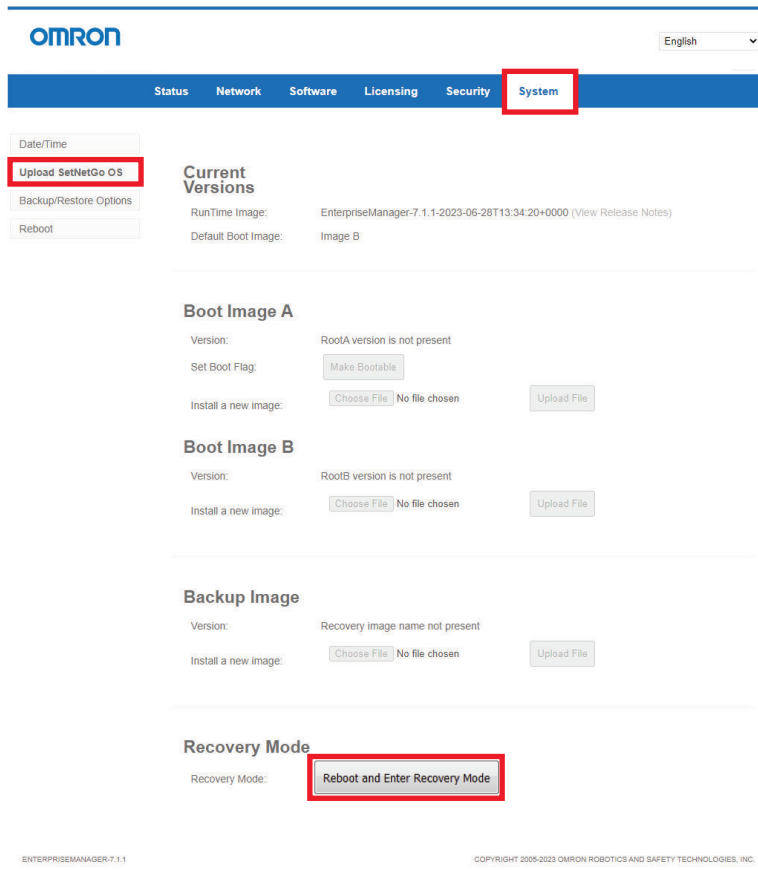 OMRON
English
Status Network Software Licensing Security System
Date/Time
Upload SetNetGo OS
Backup/Restore Options
Reboot
Current
Versions
RunTime Image: EnterpriseManager-7.1.1-2023-06-28T13:34:20+0000 (View Release Notes)
Default Boot Image: Image B
Boot Image A
Version: RootA version is not present
Set Boot Flag: Make Bootable
Install a new image: Choose File No file chosen Upload File
Boot Image B
Version: RootB version is not present
Install a new image: Choose File No file chosen Upload File
Backup Image
Version: Recovery image name not present
Install a new image: Choose File No file chosen Upload File
Recovery Mode
Recovery Mode: Reboot and Enter Recovery Mode
ENTERPRISEMANAGER-7.1.1 COPYRIGHT 2005-2023 OMRON ROBOTICS AND SAFETY TECHNOLOGIES, INC.